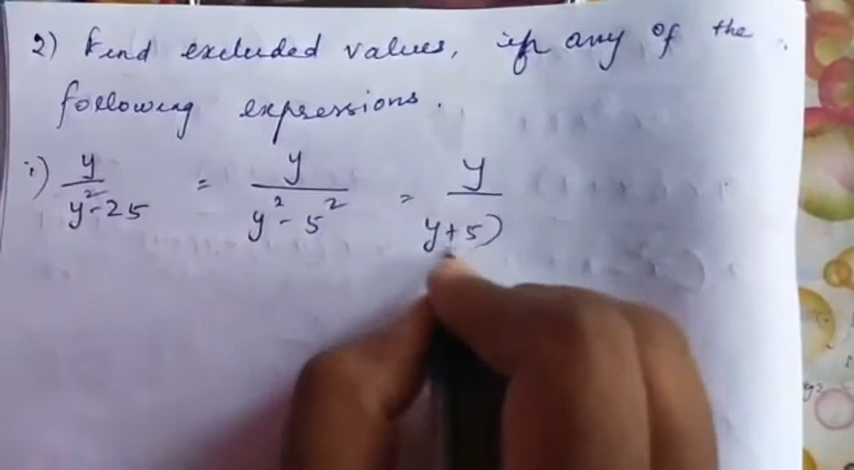 2) Find excluded values, if any of the
following expressions.
i) y/y²-25 = y/y²-5² = y/y+5)